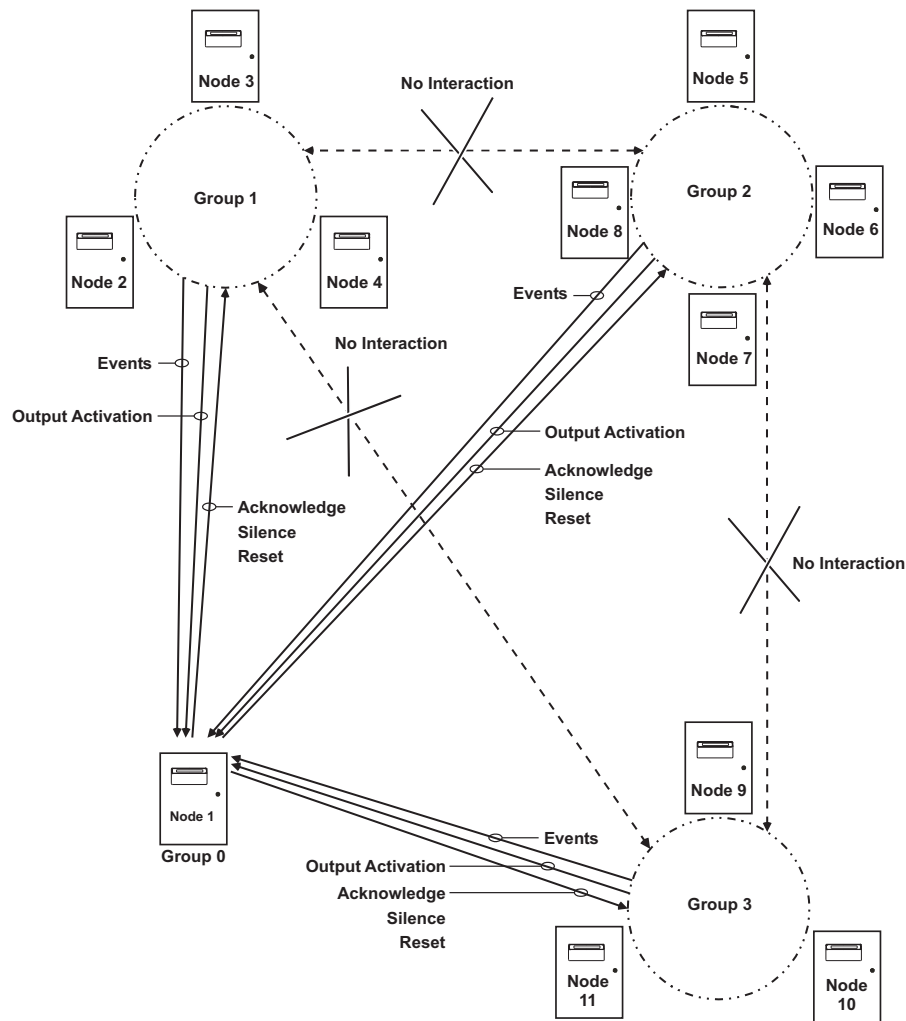 Node 3
Node 5
No Interaction
Group 1
Group 2
Node 8
Node 6
Node 2
Node 4
Events
Node 7
No Interaction
Events
Output Activation
Output Activation
Acknowledge
Silence
Reset
Acknowledge
Silence
Reset
No Interaction
Node 9
Node 1
Group 0
Events
Output Activation
Acknowledge
Silence
Reset
Group 3
Node
11
Node
10